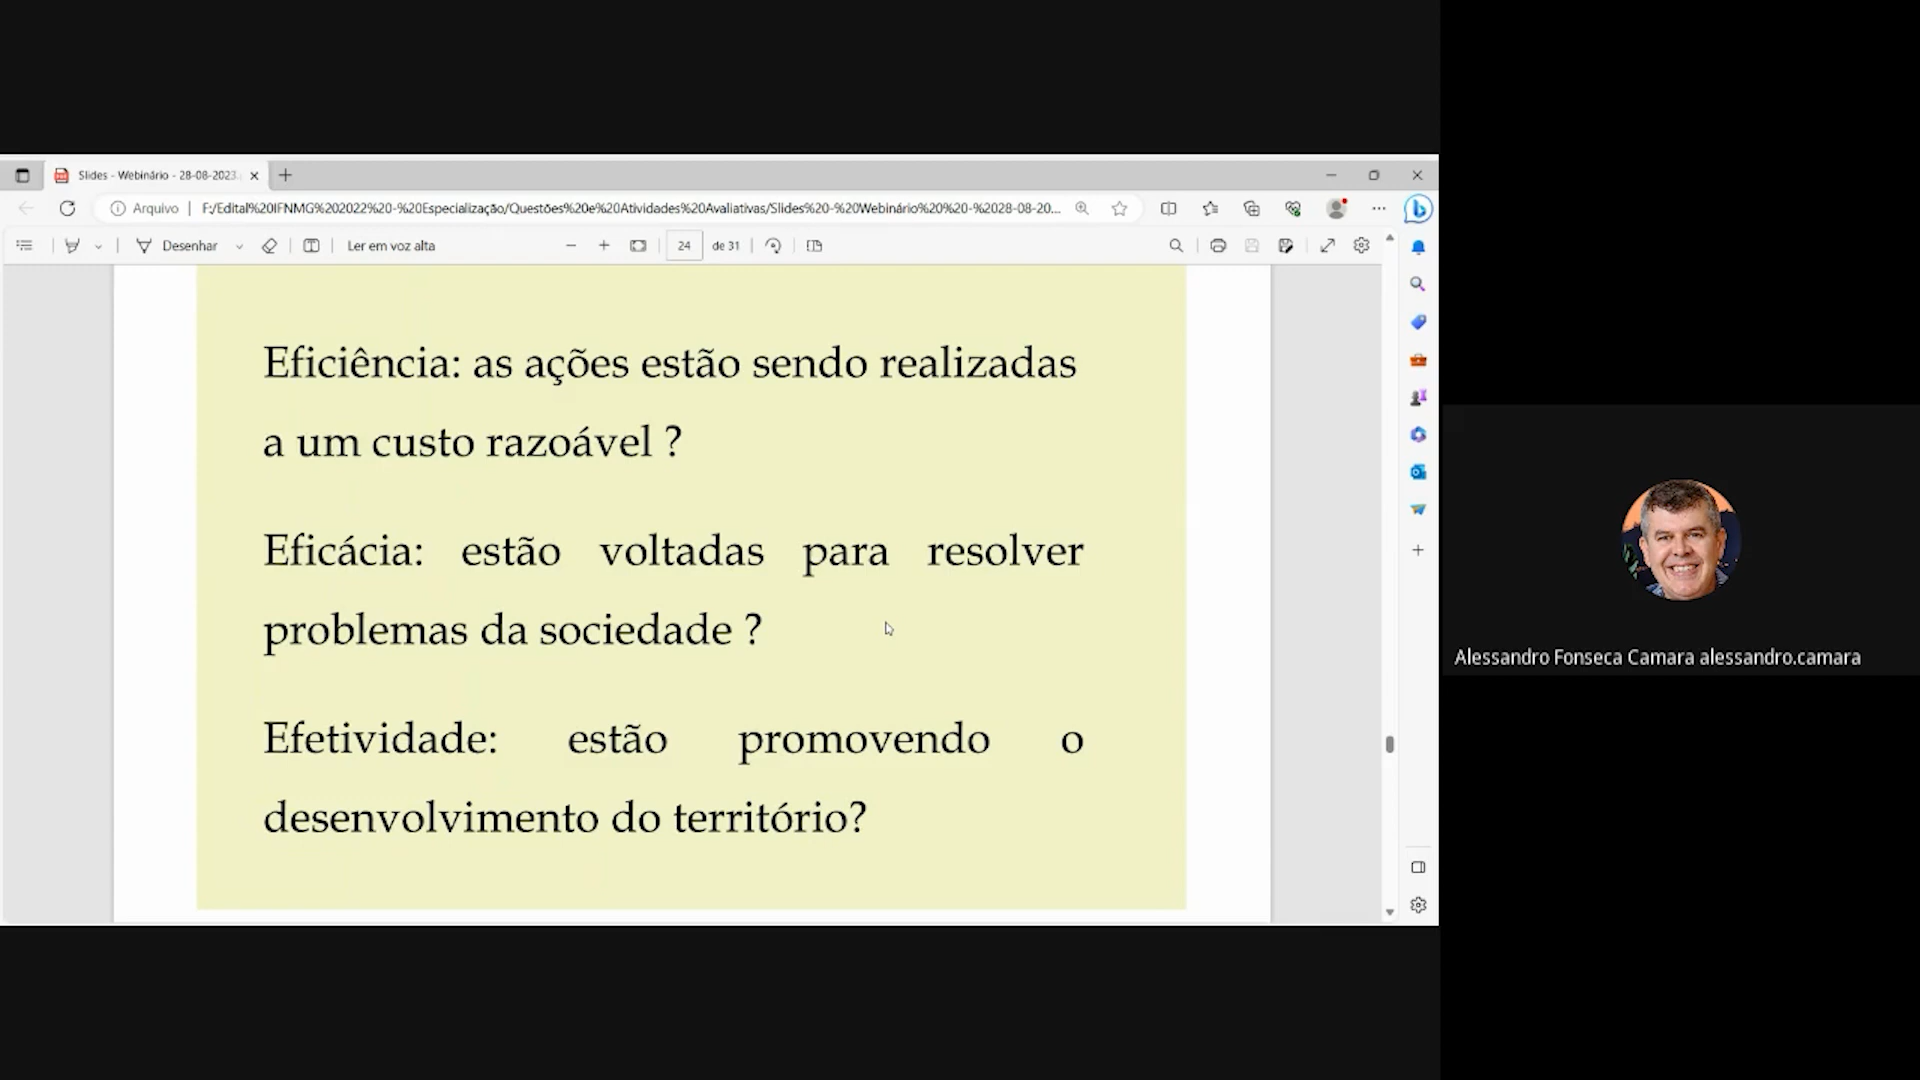 Slides - Webinário - 28-08-2023.
Arquivo
F:/Edital%20IFNMG%202022%20-%20Especialização/Questões%20e%20Atividades%20Avaliativas/Slides%20-%20Webinário%20%20-%2028-08-20...
Desenhar
Ler em voz alta
24 de 31
Eficiência: as ações estão sendo realizadas
a um custo razoável ?
Eficácia: estão voltadas para resolver
problemas da sociedade ?
Efetividade: estão promovendo o
desenvolvimento do território?
Alessandro Fonseca Camara alessandro.camara